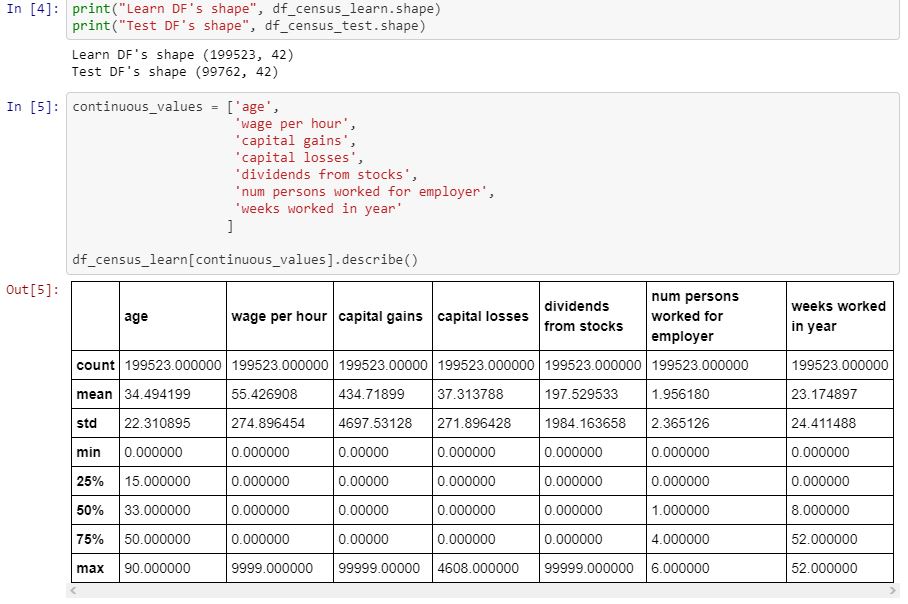 In [4]: print("Learn DF's shape", df_census_learn.shape)
print("Test DF's shape", df_census_test.shape)
Learn DF's shape (199523, 42)
Test DF's shape (99762, 42)
In [5]: continuous_values = ['age',
'wage per hour',
'capital gains',
'capital losses',
'dividends from stocks',
'num persons worked for employer',
'weeks worked in year'
]
df_census_learn[continuous_values].describe()
Out[5]:
age wage per hour capital gains capital losses dividends from stocks num persons worked for employer weeks worked in year
count 199523.000000 199523.000000 199523.00000 199523.000000 199523.000000 199523.000000 199523.000000
mean 34.494199 55.426908 434.71899 37.313788 197.529533 1.956180 23.174897
std 22.310895 274.896454 4697.53128 271.896428 1984.163658 2.365126 24.411488
min 0.000000 0.000000 0.00000 0.000000 0.000000 0.000000 0.000000
25% 15.000000 0.000000 0.00000 0.000000 0.000000 0.000000 0.000000
50% 33.000000 0.000000 0.00000 0.000000 0.000000 1.000000 8.000000
75% 50.000000 0.000000 0.00000 0.000000 0.000000 4.000000 52.000000
max 90.000000 9999.000000 99999.00000 4608.000000 99999.000000 6.000000 52.000000